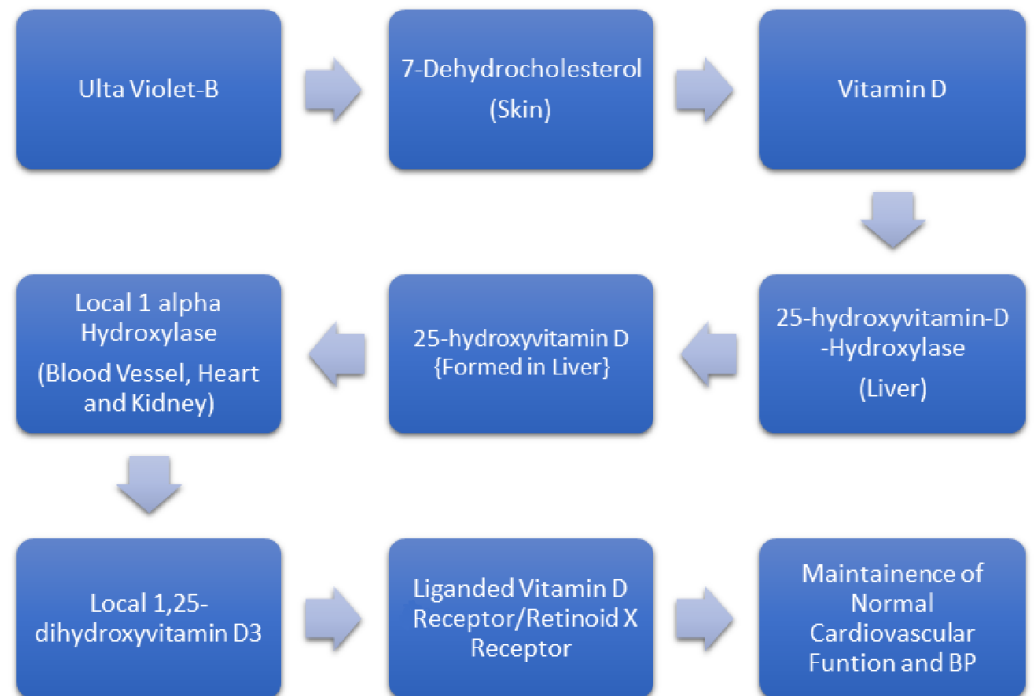 Ulta Violet-B
7-Dehydrocholesterol
(Skin)
Vitamin D
25-hydroxyvitamin-D
-Hydroxylase
(Liver)
25-hydroxyvitamin D
{Formed in Liver}
Local 1 alpha
Hydroxylase
(Blood Vessel, Heart
and Kidney)
Local 1,25-
dihydroxyvitamin D3
Liganded Vitamin D
Receptor/Retinoid X
Receptor
Maintainence of
Normal
Cardiovascular
Funtion and BP